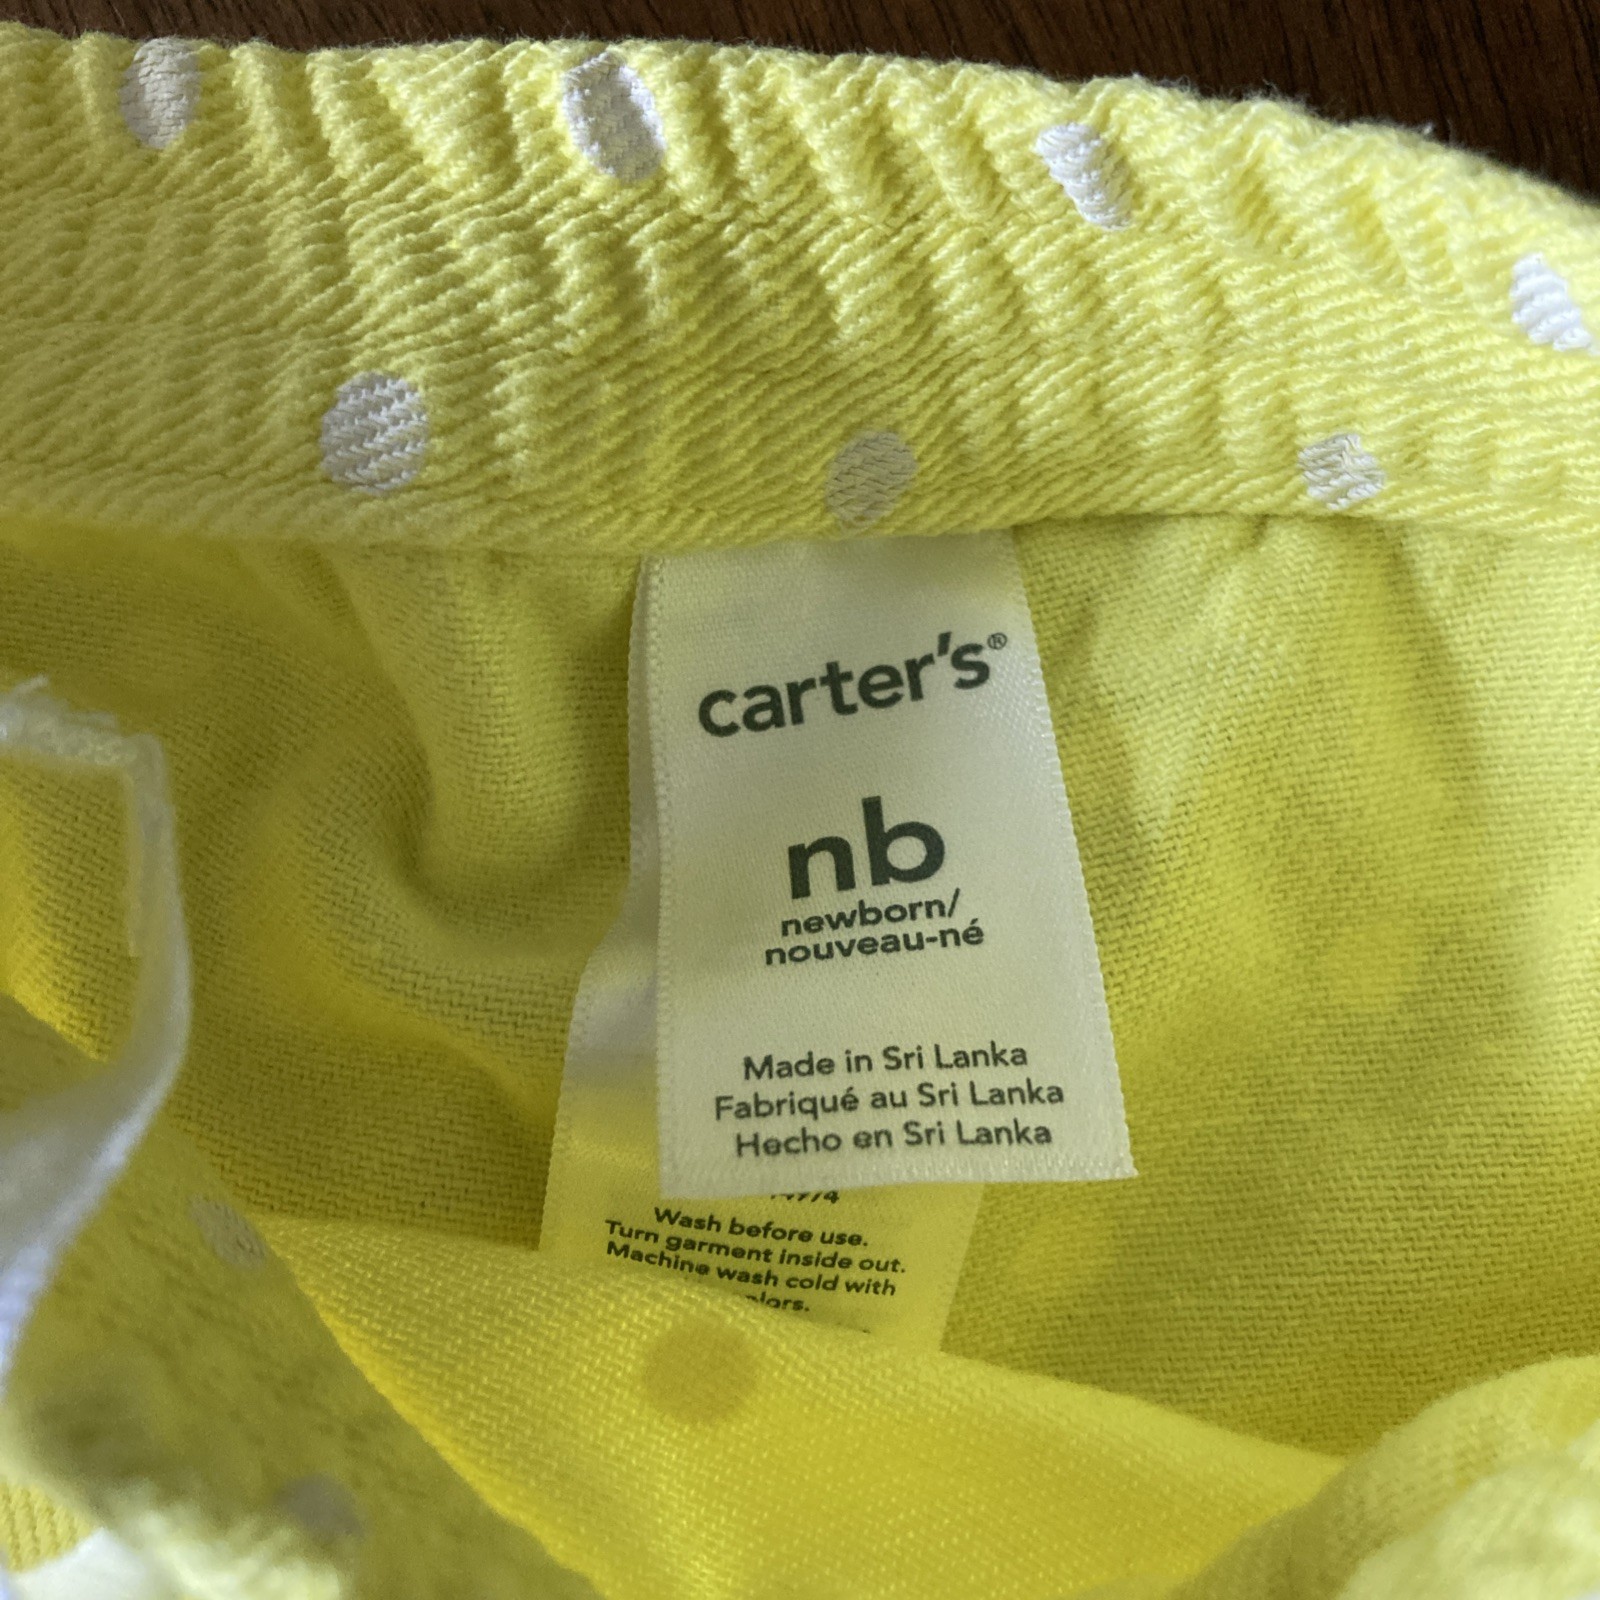 carter's®
nb
newborn/
nouveau-né
Made in Sri Lanka
Fabriqué au Sri Lanka
Hecho en Sri Lanka
Wash before use.
Turn garment inside out.
Machine wash cold with